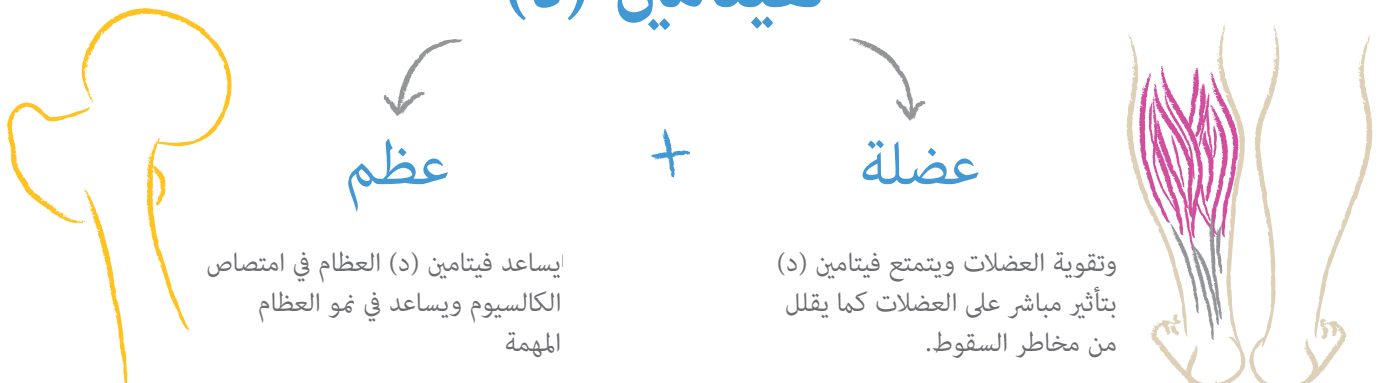 لفيتامين (د)
عضلة
+
عظم
وتقوية العضلات ويتمتع فيتامين (د)
بتأثير مباشر على العضلات كما يقلل
من مخاطر السقوط.
يساعد فيتامين (د) العظام في امتصاص
الكالسيوم ويساعد في نمو العظام
المهمة